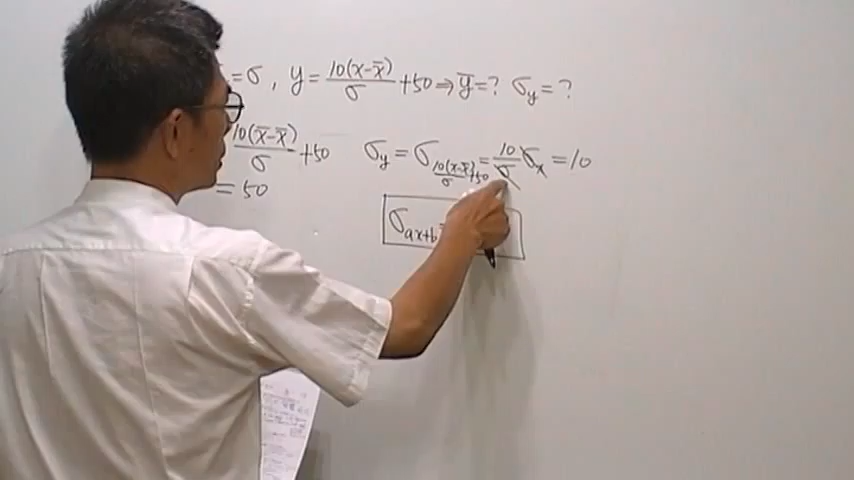 = σ , y = 10(x-x̄)/σ + 50 ⇒ ȳ = ? σ_y = ?
10(x̄-x̄)/σ + 50 σ_y = σ_{10(x-x̄)/σ + 50} = 10/σ σ_x = 10
= 50
σ_{ax+b} =